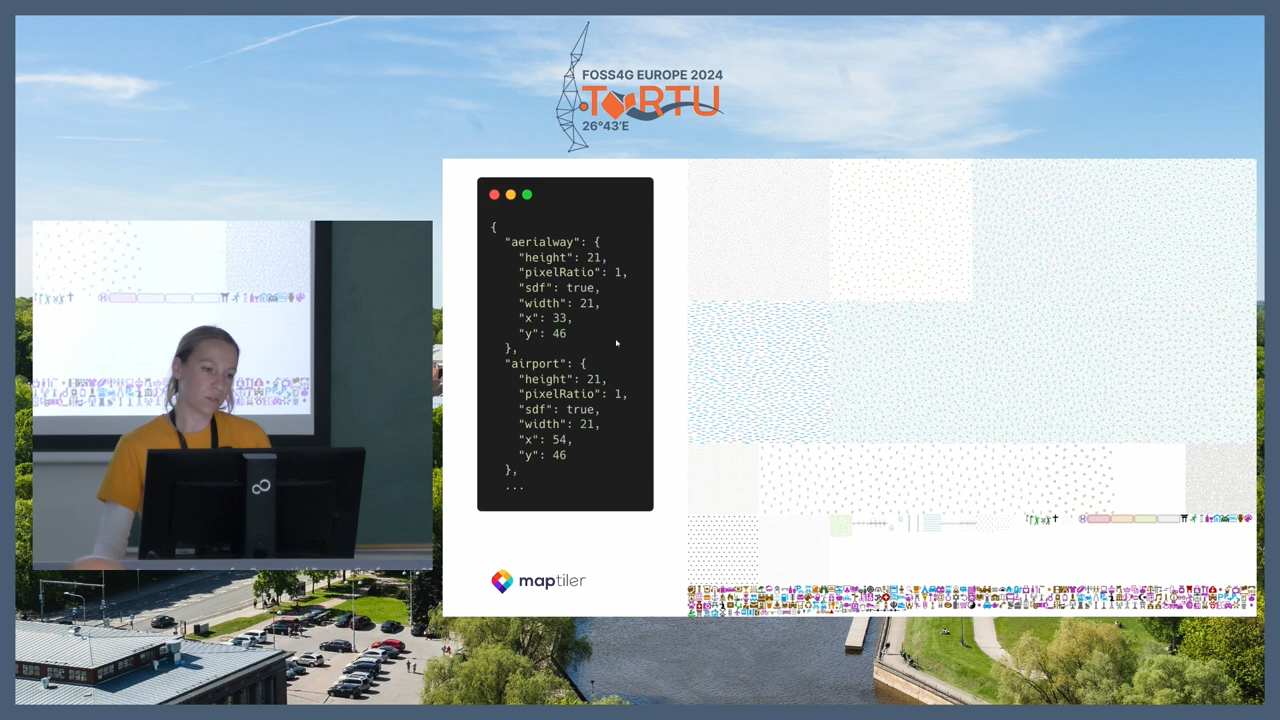 FOSS4G EUROPE 2024
TARTU
26°43'E
{
"aerialway": {
"height": 21,
"pixelRatio": 1,
"sdf": true,
"width": 21,
"x": 33,
"y": 46
},
"airport": {
"height": 21,
"pixelRatio": 1,
"sdf": true,
"width": 21,
"x": 54,
"y": 46
},
...
maptiler